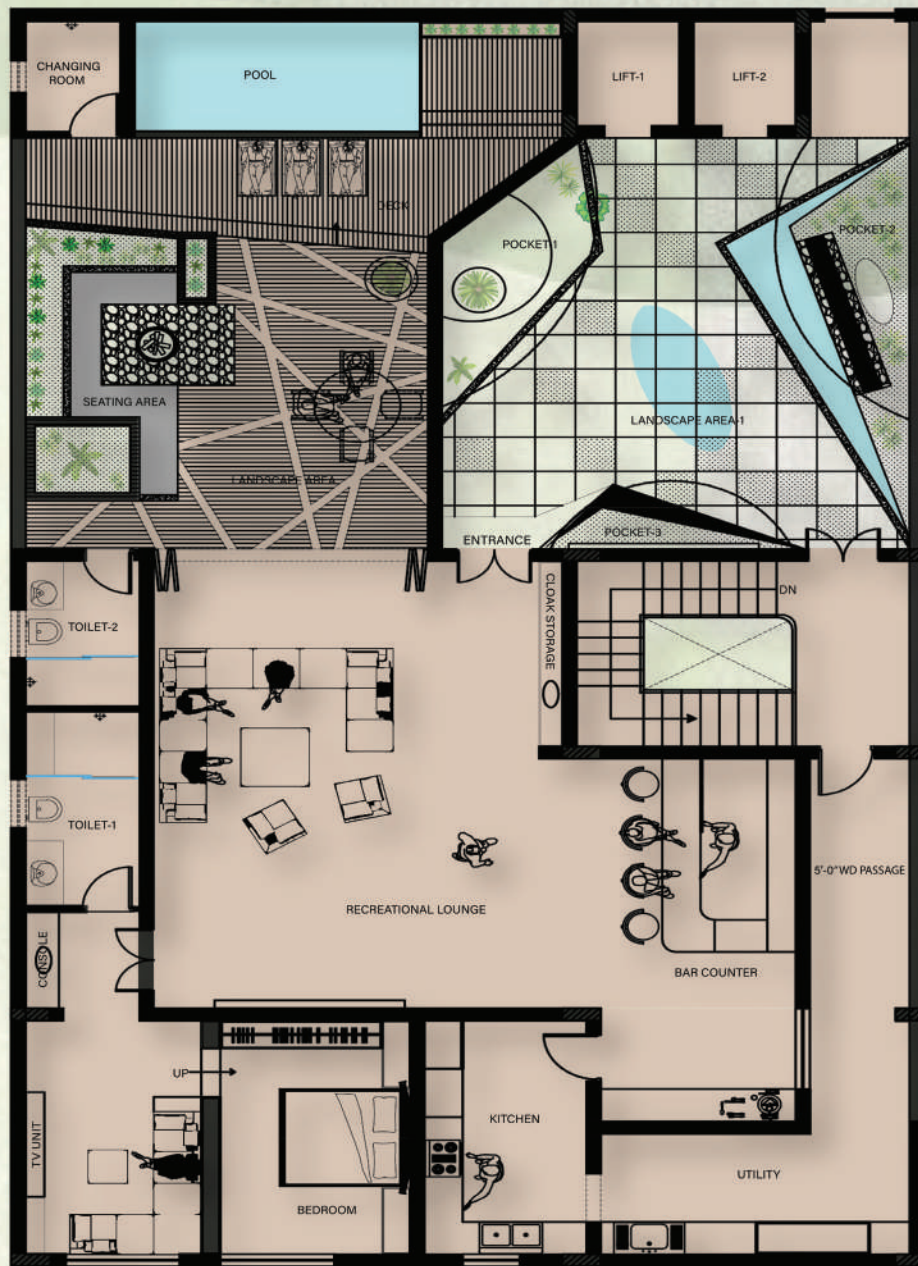 CHANGING
ROOM
POOL
LIFT-1
LIFT-2
DECK
POCKET-1
POCKET-2
SEATING AREA
LANDSCAPE AREA-1
LANDSCAPE AREA
ENTRANCE
POCKET-3
CLOAK STORAGE
DN
TOILET-2
TOILET-1
5'-0"WD PASSAGE
RECREATIONAL LOUNGE
CONSOLE
BAR COUNTER
UP
TV UNIT
KITCHEN
UTILITY
BEDROOM